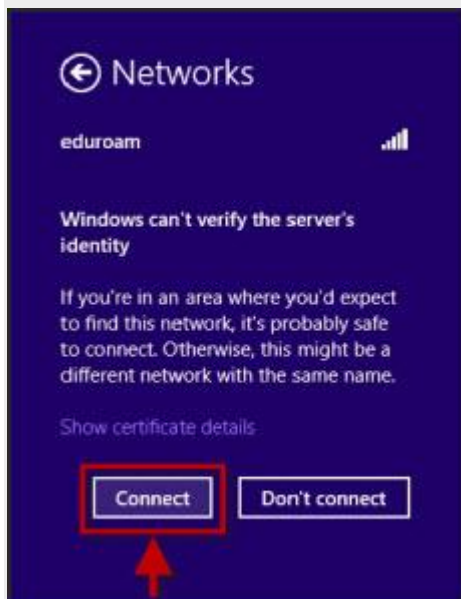 Networks
eduroam
Windows can't verify the server's
identity
If you're in an area where you'd expect
to find this network, it's probably safe
to connect. Otherwise, this might be a
different network with the same name.
Show certificate details
Connect Don't connect